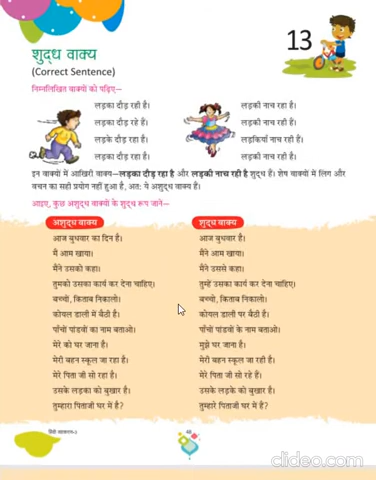 13
शुद्ध वाक्य
(Correct Sentence)
निम्नलिखित वाक्यों को पढ़िए—
लड़का दौड़ रही है। लड़की नाच रहा है।
लड़का दौड़ रहे हैं। लड़की नाच रही हैं।
लड़के दौड़ रहा है। लड़कियाँ नाच रही है।
लड़का दौड़ रहा है। लड़की नाच रही है।
इन वाक्यों में आखिरी वाक्य—लड़का दौड़ रहा है और लड़की नाच रही है शुद्ध हैं। शेष वाक्यों में लिंग और
वचन का सही प्रयोग नहीं हुआ है, अतः ये अशुद्ध वाक्य हैं।
आइए, कुछ अशुद्ध वाक्यों के शुद्ध रूप जानें—
अशुद्ध वाक्य शुद्ध वाक्य
आज बुधवार का दिन है। आज बुधवार है।
मैं आम खाया। मैंने आम खाया।
मैंने उसको कहा। मैंने उससे कहा।
तुमको उसका कार्य कर देना चाहिए। तुम्हें उसका कार्य कर देना चाहिए।
बच्चों, किताब निकालो। बच्चो, किताब निकालो।
कोयल डाली में बैठी है। कोयल डाली पर बैठी है।
पाँचों पांडवों का नाम बताओ। पाँचों पांडवों के नाम बताओ।
मेरे को घर जाना है। मुझे घर जाना है।
मेरी बहन स्कूल जा रहा है। मेरी बहन स्कूल जा रही है।
मेरे पिता जी सो रहा है। मेरे पिता जी सो रहे हैं।
उसके लड़का को बुखार है। उसके लड़के को बुखार है।
तुम्हारा पिताजी घर में है? तुम्हारे पिताजी घर में हैं?
हिंदी व्याकरण-3
48
clideo.com